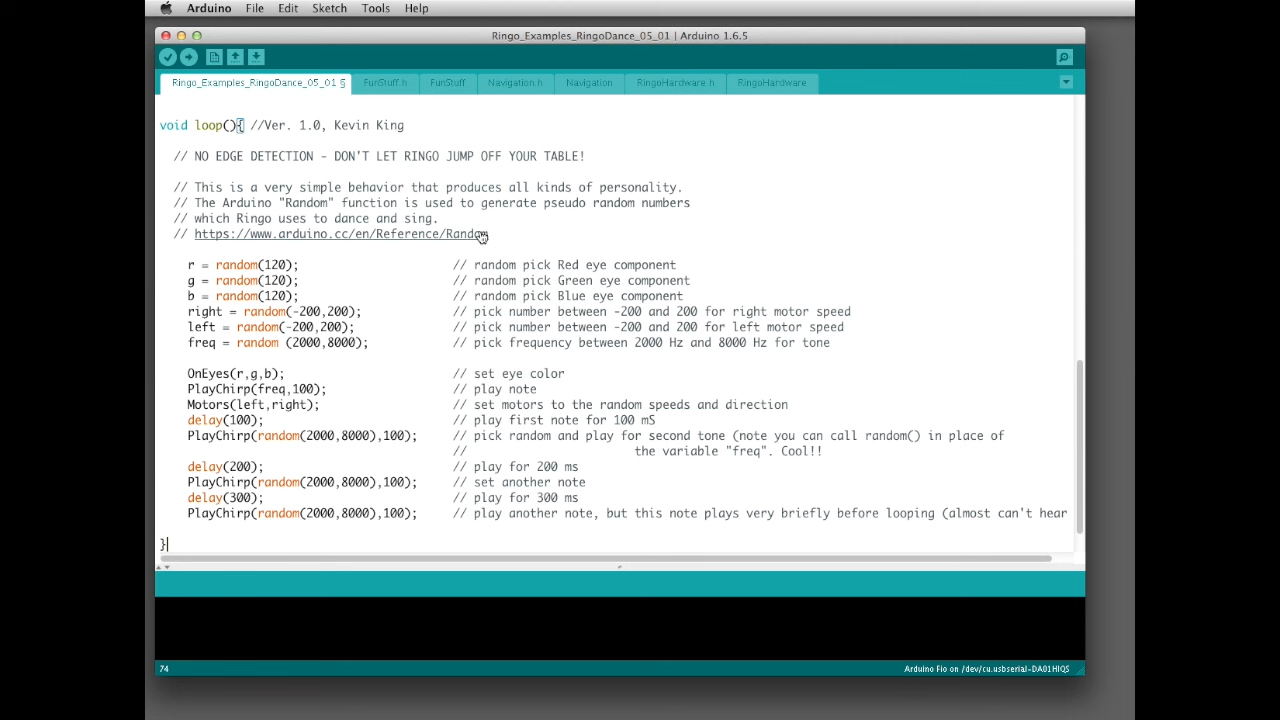 Arduino File Edit Sketch Tools Help
Ringo_Examples_RingoDance_05_01 | Arduino 1.6.5
Ringo_Examples_RingoDance_05_01 § FunStuff.h FunStuff Navigation.h Navigation RingoHardware.h RingoHardware
void loop(){ //Ver. 1.0, Kevin King
// NO EDGE DETECTION - DON'T LET RINGO JUMP OFF YOUR TABLE!
// This is a very simple behavior that produces all kinds of personality.
// The Arduino "Random" function is used to generate pseudo random numbers
// which Ringo uses to dance and sing.
// https://www.arduino.cc/en/Reference/Random
r = random(120); // random pick Red eye component
g = random(120); // random pick Green eye component
b = random(120); // random pick Blue eye component
right = random(-200,200); // pick number between -200 and 200 for right motor speed
left = random(-200,200); // pick number between -200 and 200 for left motor speed
freq = random (2000,8000); // pick frequency between 2000 Hz and 8000 Hz for tone
OnEyes(r,g,b); // set eye color
PlayChirp(freq,100); // play note
Motors(left,right); // set motors to the random speeds and direction
delay(100); // play first note for 100 mS
PlayChirp(random(2000,8000),100); // pick random and play for second tone (note you can call random() in place of
// the variable "freq". Cool!!
delay(200); // play for 200 ms
PlayChirp(random(2000,8000),100); // set another note
delay(300); // play for 300 ms
PlayChirp(random(2000,8000),100); // play another note, but this note plays very briefly before looping (almost can't hear
}
74 Arduino Fio on /dev/cu.usbserial-DA01HIQS